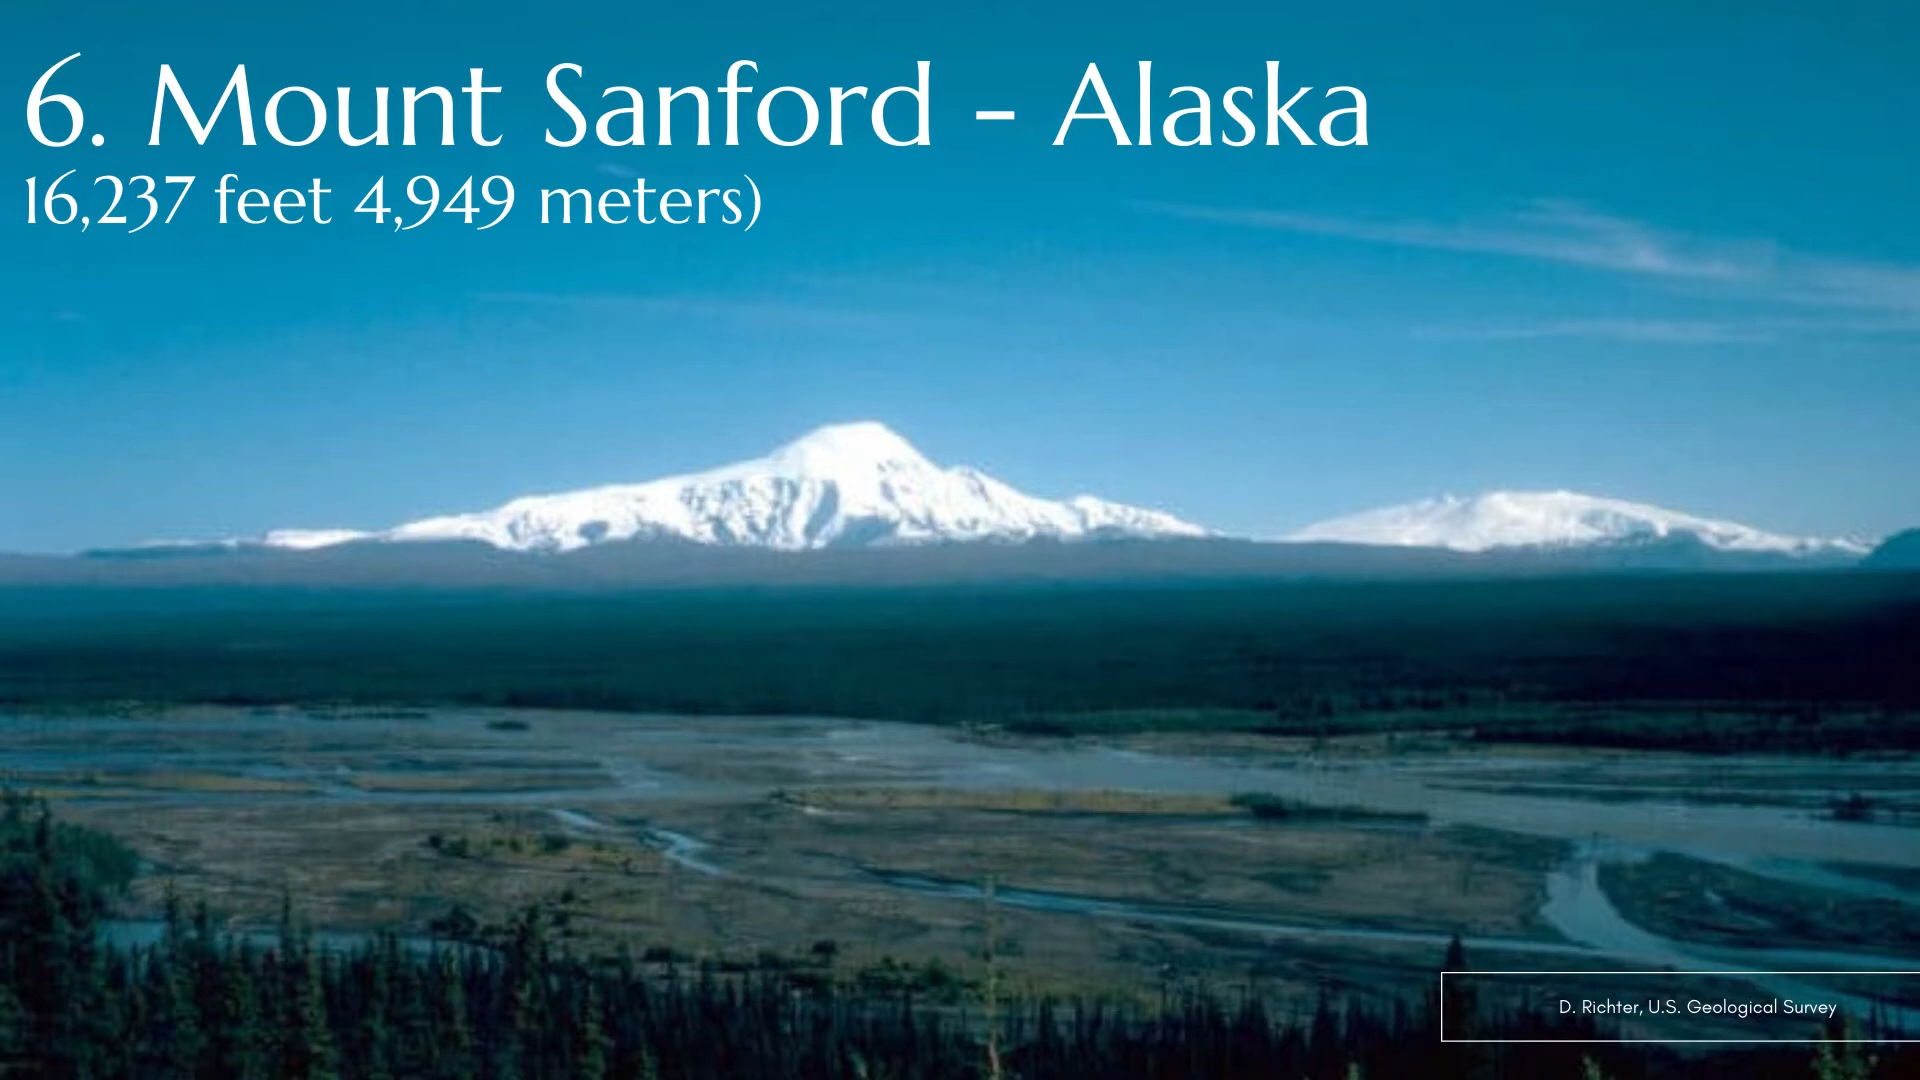 6. Mount Sanford - Alaska
16,237 feet 4,949 meters)
D. Richter, U.S. Geological Survey